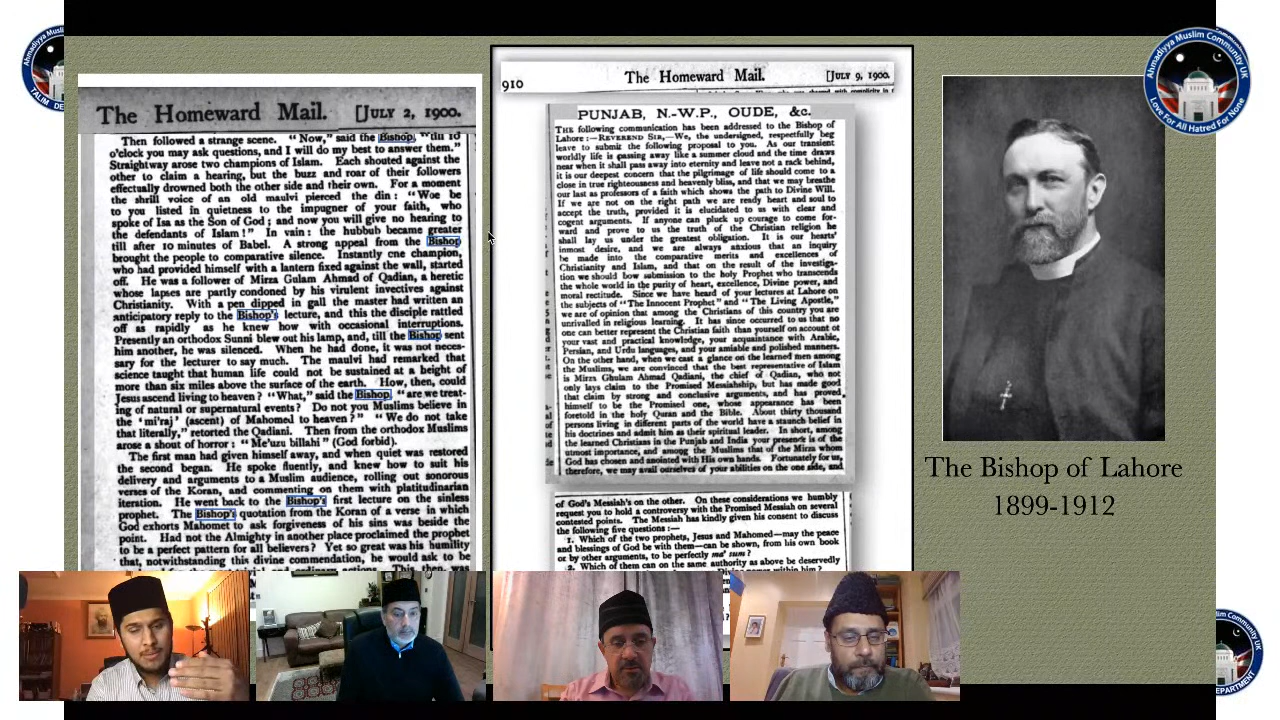 The Homeward Mail. [JULY 2, 1900.
Then followed a strange scene. "Now," said the Bishop, "till 10
o'clock you may ask questions, and I will do my best to answer them."
Straightway arose two champions of Islam. Each shouted against the
other to claim a hearing, but the buzz and roar of their followers
effectually drowned both the other side and their own. For a moment
the shrill voice of an old maulvi pierced the din: "Woe be
to you listed in quietness to the impugner of your faith, who
spoke of Isa as the Son of God; and now you will give no hearing to
the defendants of Islam!" In vain: the hubbub became greater
till after 10 minutes of Babel. A strong appeal from the Bishop
brought the people to comparative silence. Instantly one champion,
who had provided himself with a lantern fixed against the wall, started
off. He was a follower of Mirza Gulam Ahmad of Qadian, a heretic
whose lapses are partly condoned by his virulent invectives against
Christianity. With a pen dipped in gall the master had written an
anticipatory reply to the Bishop's lecture, and this the disciple rattled
off as rapidly as he knew how with occasional interruptions.
Presently an orthodox Sunni blew out his lamp, and, till the Bishop sent
him another, he was silenced. When he had done, it was not neces-
sary for the lecturer to say much. The maulvi had remarked that
science taught that human life could not be sustained at a height of
more than six miles above the surface of the earth. How, then, could
Jesus ascend living to heaven? "What," said the Bishop, "are we treat-
ing of natural or supernatural events? Do not you Muslims believe in
the 'mi'raj' (ascent) of Mahomed to heaven?" "We do not take
that literally," retorted the Qadiani. Then from the orthodox Muslims
arose a shout of horror: "Me'uzu billahi" (God forbid).
The first man had given himself away, and when quiet was restored
the second began. He spoke fluently, and knew how to suit his
delivery and arguments to a Muslim audience, rolling out sonorous
verses of the Koran, and commenting on them with platitudinarian
iteration. He went back to the Bishop's first lecture on the sinless
prophet. The Bishop's quotation from the Koran of a verse in which
God exhorts Mahomet to ask forgiveness of his sins was beside the
point. Had not the Almighty in another place proclaimed the prophet
to be a perfect pattern for all believers? Yet so great was his humility
that, notwithstanding this divine commendation, he would ask to be
910 The Homeward Mail. [JULY 9, 1900.
PUNJAB, N.-W.P., OUDE, &c.
THE following communication has been addressed to the Bishop of
Lahore:—REVEREND SIR,—We, the undersigned, respectfully beg
leave to submit the following proposal to you. As our transient
worldly life is passing away like a summer cloud and the time draws
near when it shall pass away into eternity and leave not a rack behind,
it is our deepest concern that the pilgrimage of life should come to a
close in true righteousness and heavenly bliss, and that we may breathe
our last as professors of a faith which shows the path to Divine Will.
If we are not on the right path we are ready heart and soul to
accept the truth, provided it is elucidated to us with clear and
cogent arguments. If anyone can pluck up courage to come for-
ward and prove to us the truth of the Christian religion he
shall lay us under the greatest obligation. It is our hearts'
inmost desire, and we are always anxious that an inquiry
be made into the comparative merits and excellences of
Christianity and Islam, and that on the result of the investiga-
tion we should bow submission to the holy Prophet who transcends
the whole world in the purity of heart, excellence, Divine power, and
moral rectitude. Since we have heard of your lectures at Lahore on
the subjects of "The Innocent Prophet" and "The Living Apostle,"
we are of opinion that among the Christians of this country you are
unrivalled in religious learning. It has since occurred to us that no
one can better represent the Christian faith than yourself on account of
your vast and practical knowledge, your acquaintance with Arabic,
Persian, and Urdu languages, and your amiable and polished manners.
On the other hand, when we cast a glance on the learned men among
the Muslims, we are convinced that the best representative of Islam
is Mirza Ghulam Ahmad Qadiani, the chief of Qadian, who not
only lays claim to the Promised Messiahship, but has made good
that claim by strong and conclusive arguments, and has proved
himself to be the Promised one, whose appearance has been
foretold in the holy Quran and the Bible. About thirty thousand
persons living in different parts of the world have a staunch belief in
his doctrines and admit him as their spiritual leader. In short, among
the learned Christians in the Punjab and India your presence is of the
utmost importance, and among the Muslims that of the Mirza whom
God has chosen and anointed with His own hands. Fortunately for us,
therefore, we may avail ourselves of your abilities on the one side, and
of God's Messiah's on the other. On these considerations we humbly
request you to hold a controversy with the Promised Messiah on several
contested points. The Messiah has kindly given his consent to discuss
the following five questions:—
1. Which of the two prophets, Jesus and Mahomed—may the peace
and blessings of God be with them—can be shown, from his own book
or by other arguments, to be perfectly ma'sum?
2. Which of them can on the same authority as above be deservedly
The Bishop of Lahore
1899-1912
Ahmadiyya Muslim Community UK
Love For All Hatred For None